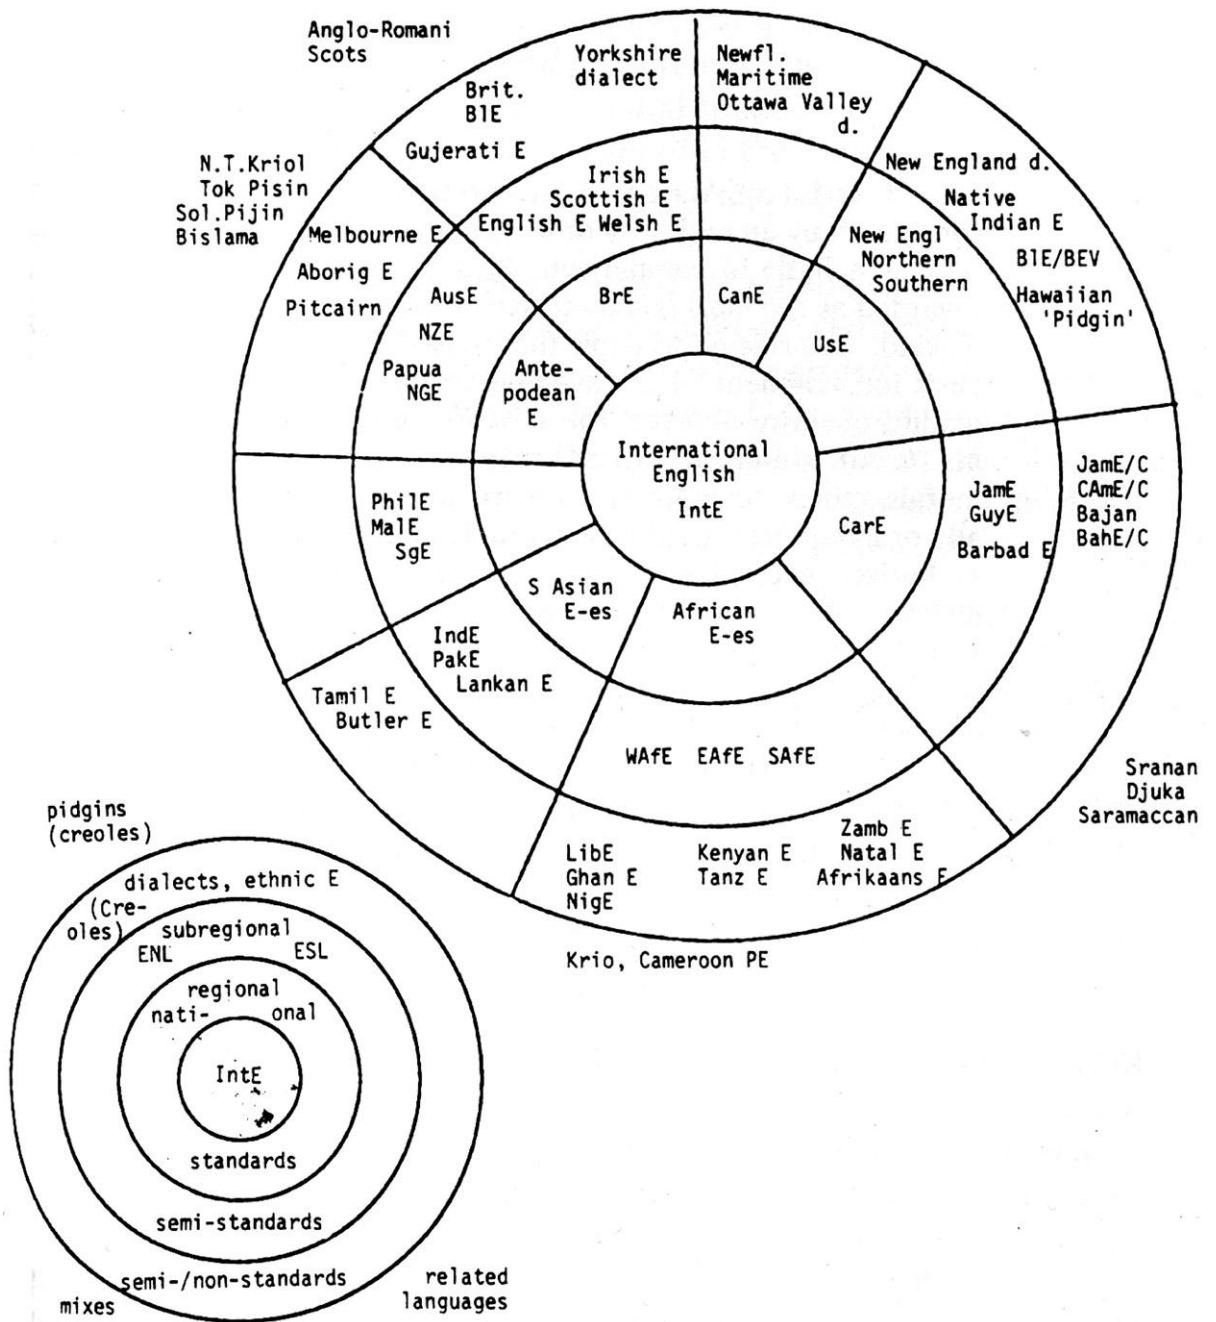 Anglo-Romani
Scots
Yorkshire
dialect
Brit.
BlE
Gujerati E
Newfl.
Maritime
Ottawa Valley
d.
N.T.Kriol
Tok Pisin
Sol.Pijin
Bislama
Irish E
Scottish E
English E Welsh E
New England d.
Native
Indian E
BlE/BEV
Hawaiian
'Pidgin'
New Engl
Northern
Southern
Melbourne E
Aborig E
Pitcairn
AusE
NZE
Papua
NGE
BrE
CanE
UsE
Ante-
podean
E
International
English
IntE
PhilE
MalE
SgE
CarE
JamE
GuyE
Barbad E
JamE/C
CAmE/C
Bajan
BahE/C
S Asian
E-es
African
E-es
IndE
PakE
Lankan E
Tamil E
Butler E
WAfE EAfE SAfE
Sranan
Djuka
Saramaccan
LibE
Ghan E
NigE
Kenyan E
Tanz E
Zamb E
Natal E
Afrikaans E
Krio, Cameroon PE
pidgins
(creoles)
dialects, ethnic E
(Cre-
oles)
subregional
ENL ESL
regional
nati- onal
IntE
standards
semi-standards
semi-/non-standards
mixes
related
languages